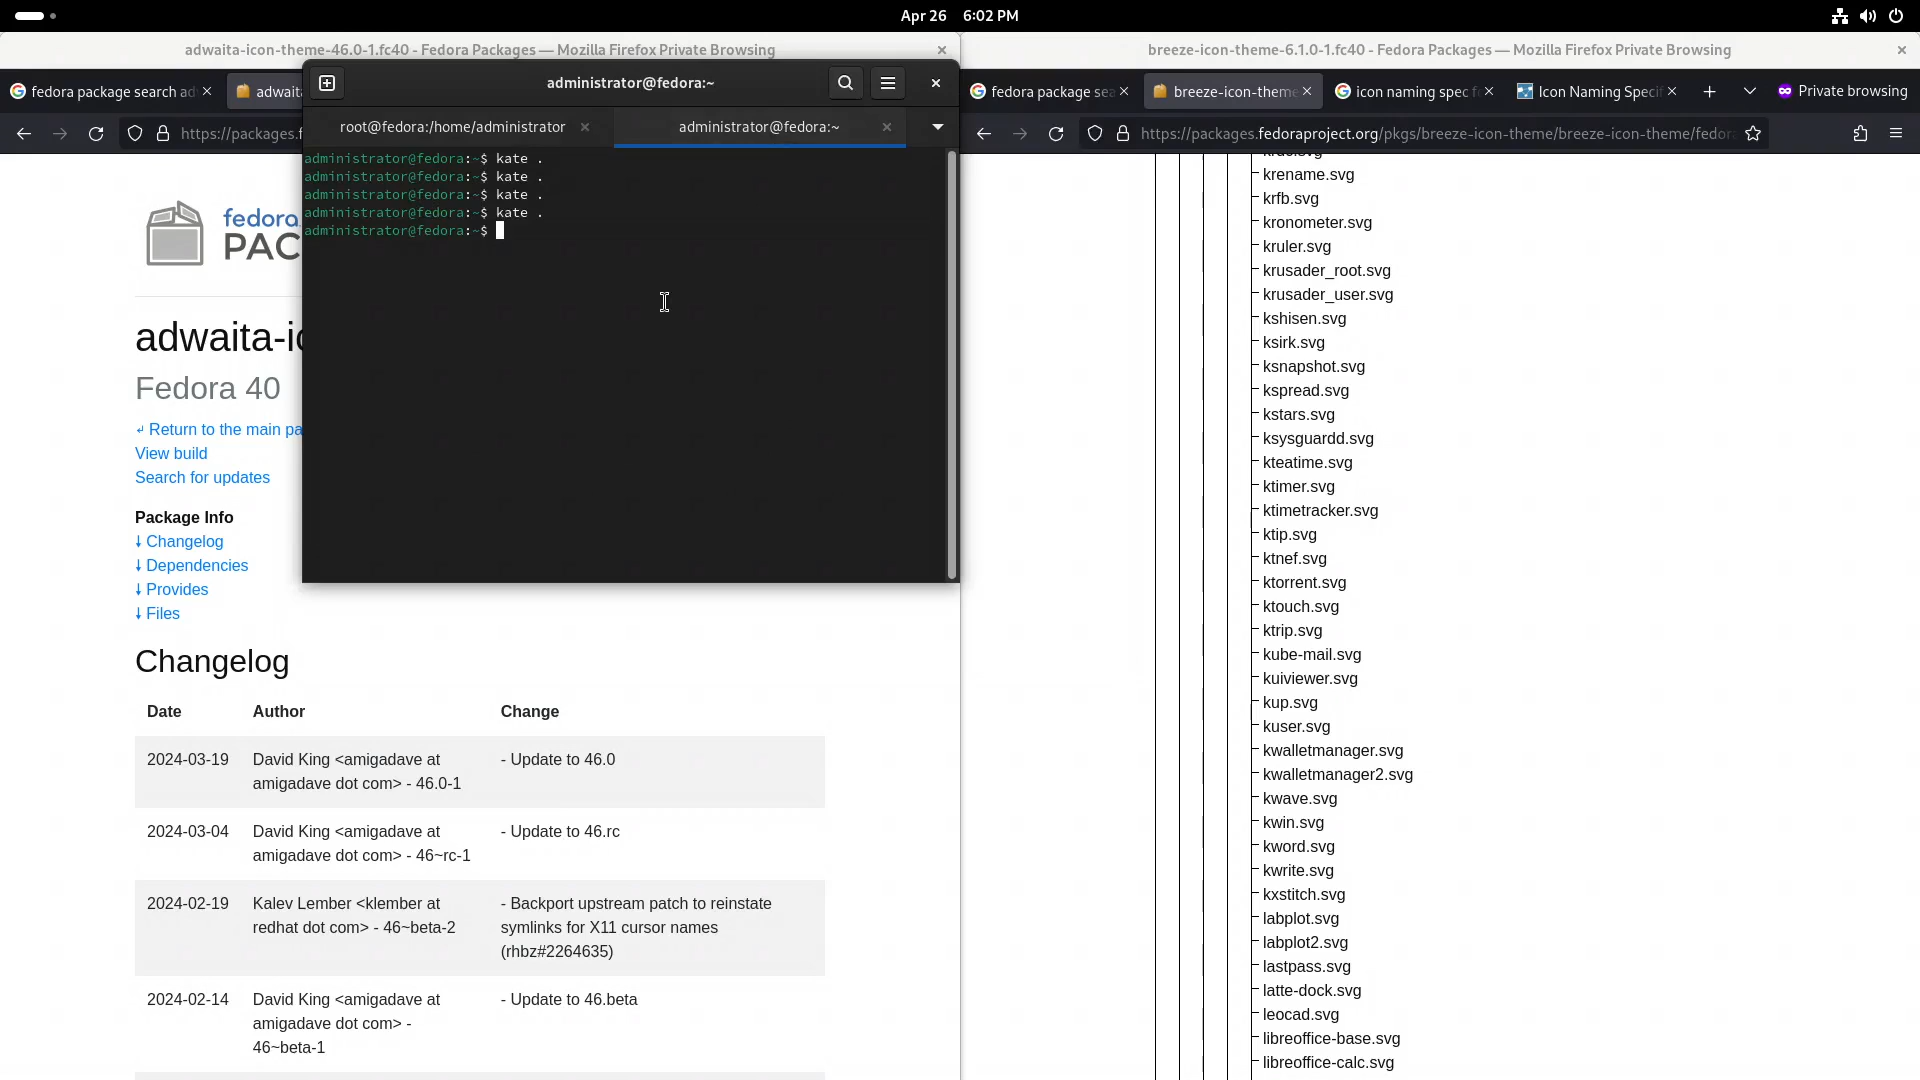 Apr 26 6:02 PM
adwaita-icon-theme-46.0-1.fc40 - Fedora Packages — Mozilla Firefox Private Browsing
fedora package search ad
adwaita
https://packages.f
fedora
PAC
adwaita-ic
Fedora 40
Return to the main pa
View build
Search for updates
Package Info
Changelog
Dependencies
Provides
Files
Changelog
Date Author Change
2024-03-19 David King <amigadave at - Update to 46.0
amigadave dot com> - 46.0-1
2024-03-04 David King <amigadave at - Update to 46.rc
amigadave dot com> - 46~rc-1
2024-02-19 Kalev Lember <klember at - Backport upstream patch to reinstate
redhat dot com> - 46~beta-2 symlinks for X11 cursor names
(rhbz#2264635)
2024-02-14 David King <amigadave at - Update to 46.beta
amigadave dot com> -
46~beta-1
administrator@fedora:~
root@fedora:/home/administrator
administrator@fedora:~
administrator@fedora:~$ kate .
administrator@fedora:~$ kate .
administrator@fedora:~$ kate .
administrator@fedora:~$ kate .
administrator@fedora:~$
breeze-icon-theme-6.1.0-1.fc40 - Fedora Packages — Mozilla Firefox Private Browsing
fedora package sea
breeze-icon-theme
icon naming spec f
Icon Naming Specif
Private browsing
https://packages.fedoraproject.org/pkgs/breeze-icon-theme/breeze-icon-theme/fedor
krename.svg
krfb.svg
kronometer.svg
kruler.svg
krusader_root.svg
krusader_user.svg
kshisen.svg
ksirk.svg
ksnapshot.svg
kspread.svg
kstars.svg
ksysguardd.svg
kteatime.svg
ktimer.svg
ktimetracker.svg
ktip.svg
ktnef.svg
ktorrent.svg
ktouch.svg
ktrip.svg
kube-mail.svg
kuiviewer.svg
kup.svg
kuser.svg
kwalletmanager.svg
kwalletmanager2.svg
kwave.svg
kwin.svg
kword.svg
kwrite.svg
kxstitch.svg
labplot.svg
labplot2.svg
lastpass.svg
latte-dock.svg
leocad.svg
libreoffice-base.svg
libreoffice-calc.svg